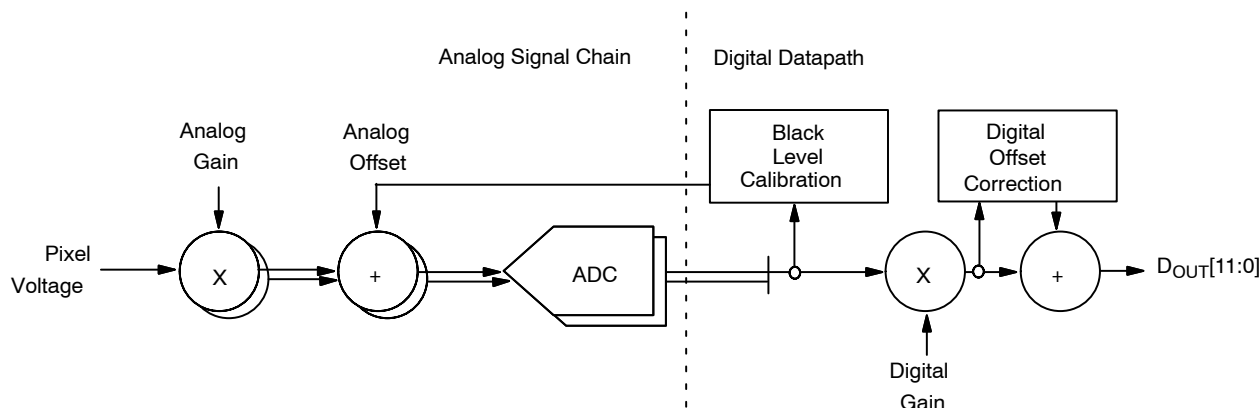 Analog Signal Chain
Digital Datapath
Analog
Gain
Analog
Offset
Black
Level
Calibration
Digital
Offset
Correction
Pixel
Voltage
X
+
ADC
X
+
DOUT[11:0]
Digital
Gain